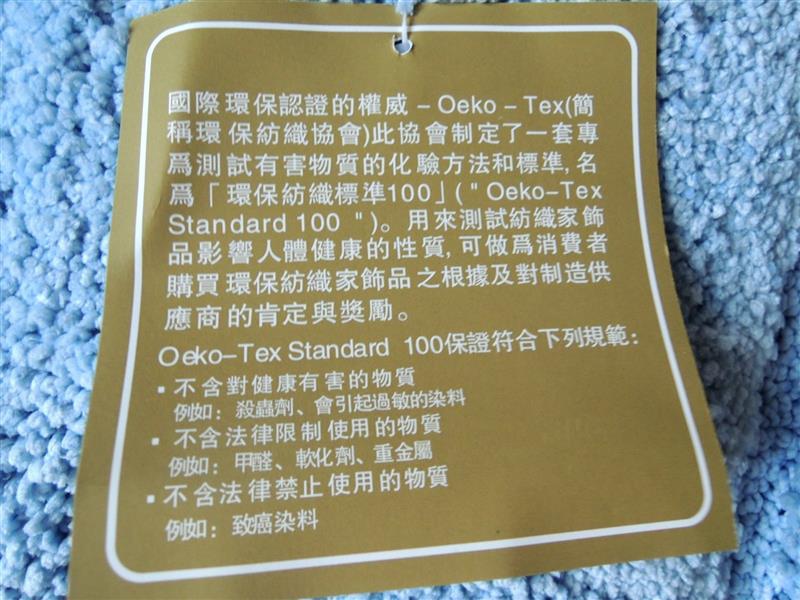 國際環保認證的權威－Oeko－Tex(簡
稱環保紡織協會)此協會制定了一套專
爲測試有害物質的化驗方法和標準,名
爲「環保紡織標準100」("Oeko-Tex
Standard 100 ")。用來測試紡織家飾
品影響人體健康的性質,可做爲消費者
購買環保紡織家飾品之根據及對制造供
應商的肯定與獎勵。
Oeko-Tex Standard 100保證符合下列規範：
▪ 不含對健康有害的物質
例如：殺蟲劑、會引起過敏的染料
▪ 不含法律限制使用的物質
例如：甲醛、軟化劑、重金屬
▪ 不含法律禁止使用的物質
例如：致癌染料